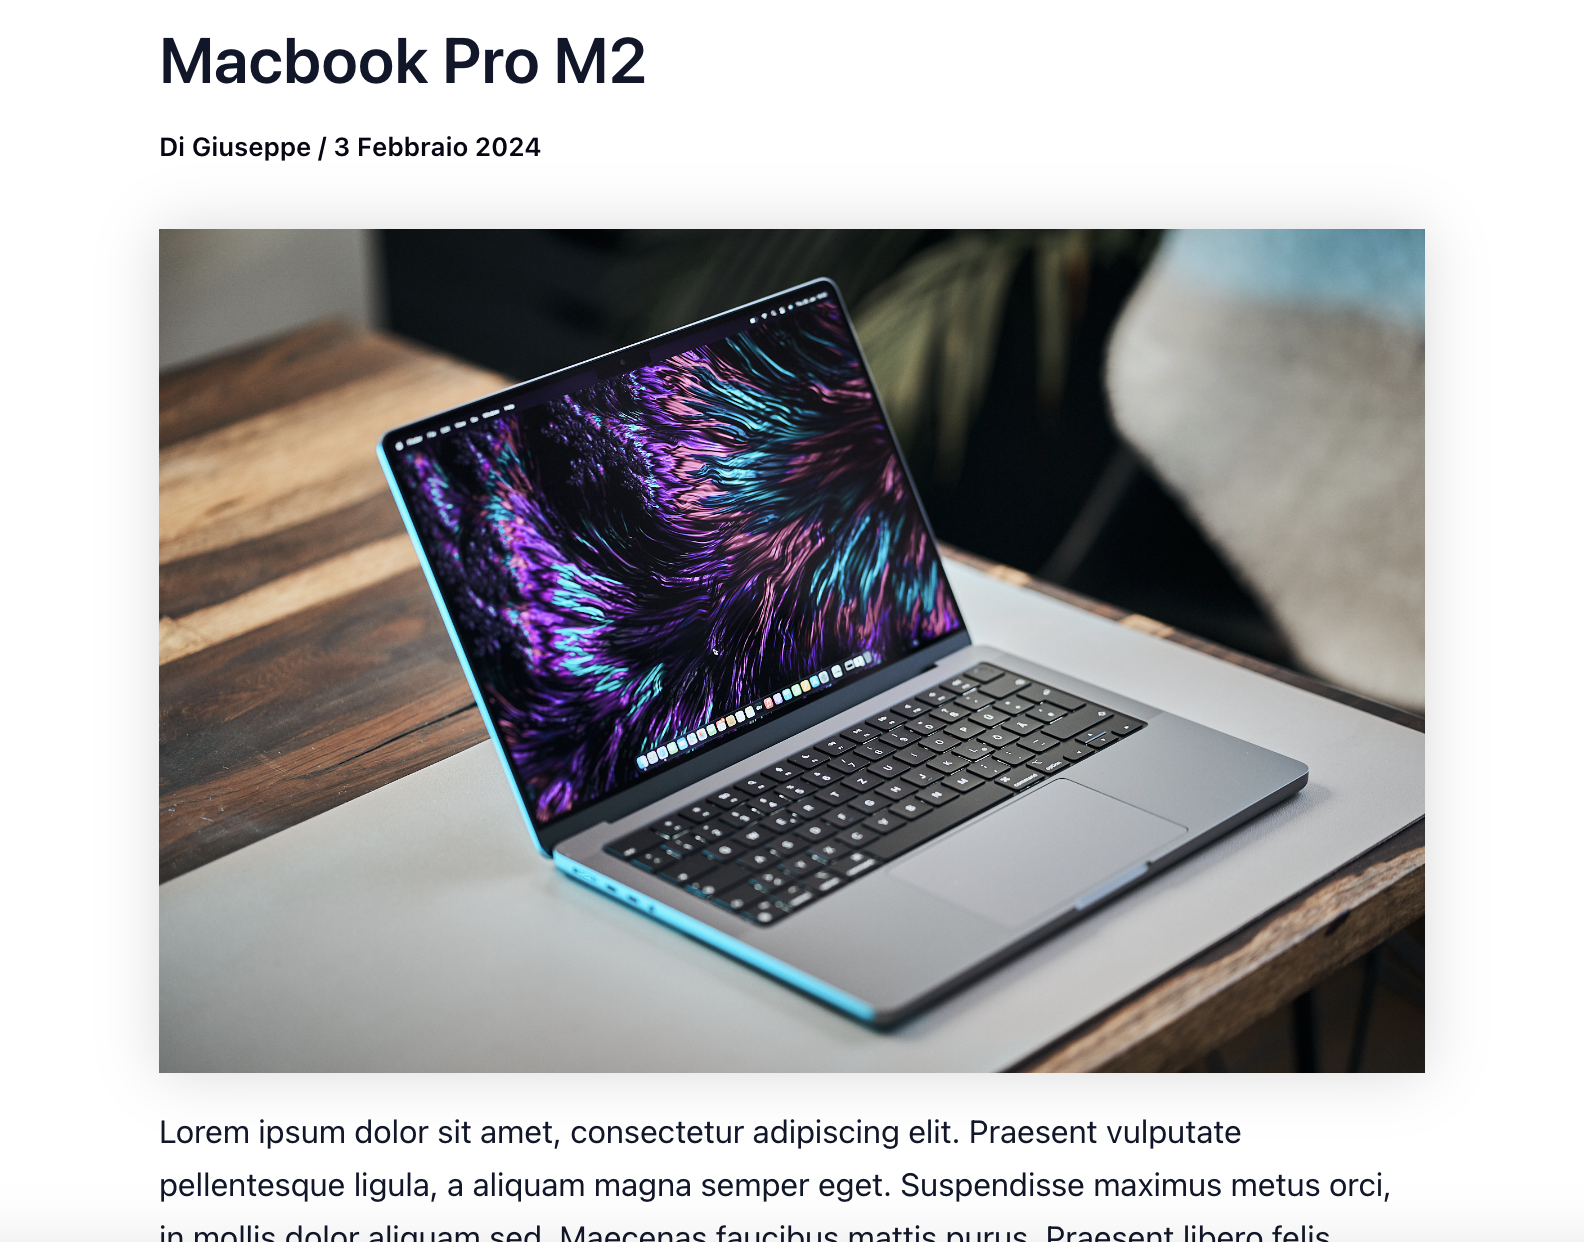 Macbook Pro M2
Di Giuseppe / 3 Febbraio 2024
command
option
Lorem ipsum dolor sit amet, consectetur adipiscing elit. Praesent vulputate
pellentesque ligula, a aliquam magna semper eget. Suspendisse maximus metus orci,
in mollis dolor aliquam sed. Maecenas faucibus mattis purus. Praesent libero felis